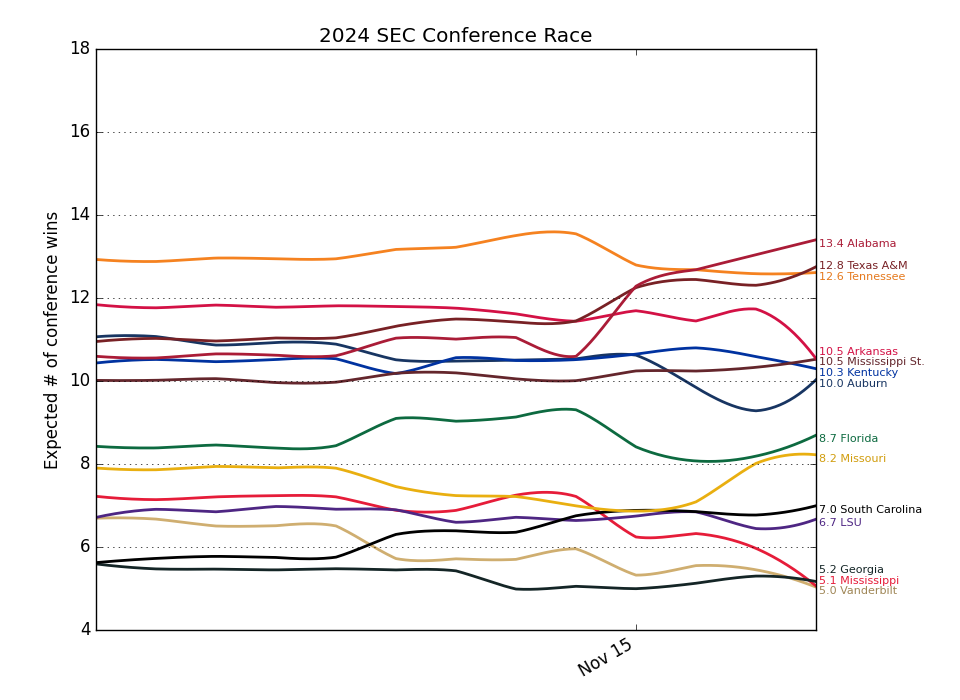 2024 SEC Conference Race
Expected # of conference wins
18
16
14
12
10
8
6
4
Nov 15
13.4 Alabama
12.8 Texas A&M
12.6 Tennessee
10.5 Arkansas
10.5 Mississippi St.
10.3 Kentucky
10.0 Auburn
8.7 Florida
8.2 Missouri
7.0 South Carolina
6.7 LSU
5.2 Georgia
5.1 Mississippi
5.0 Vanderbilt